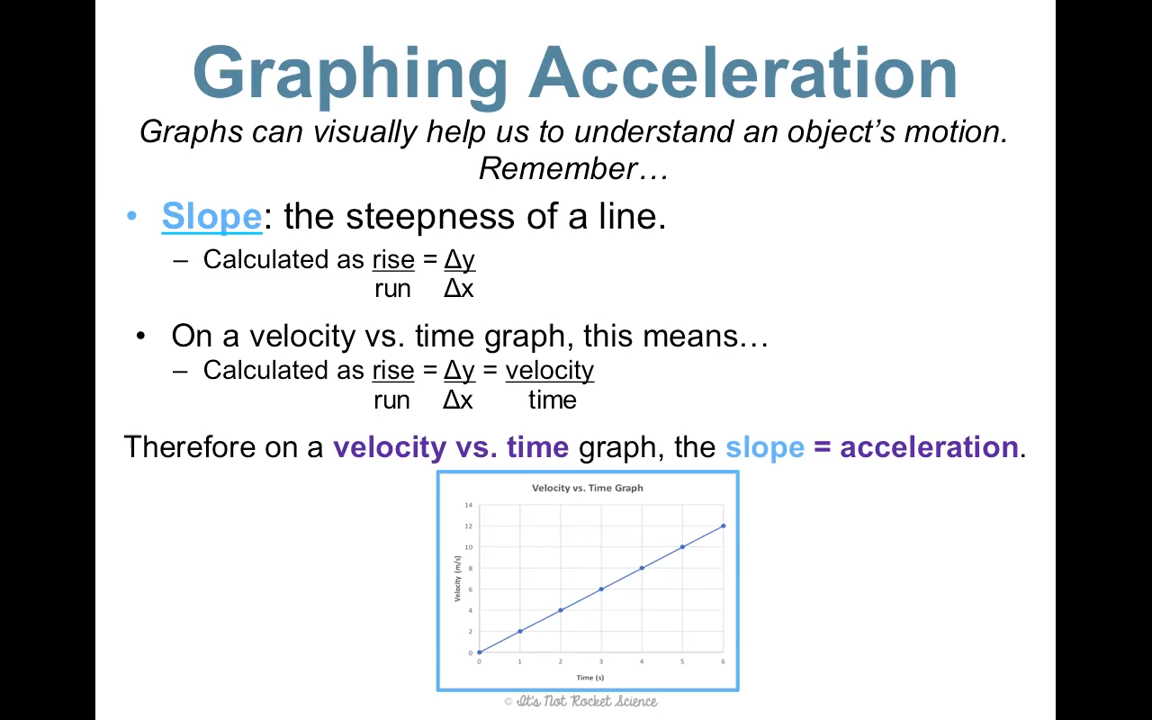 Graphing Acceleration
Graphs can visually help us to understand an object’s motion.
Remember…
• Slope: the steepness of a line.
– Calculated as rise = Δy
run Δx
• On a velocity vs. time graph, this means…
– Calculated as rise = Δy = velocity
run Δx time
Therefore on a velocity vs. time graph, the slope = acceleration.
Velocity vs. Time Graph
14
12
10
8
6
4
2
0
Velocity (m/s)
0 1 2 3 4 5 6
Time (s)
© It's Not Rocket Science